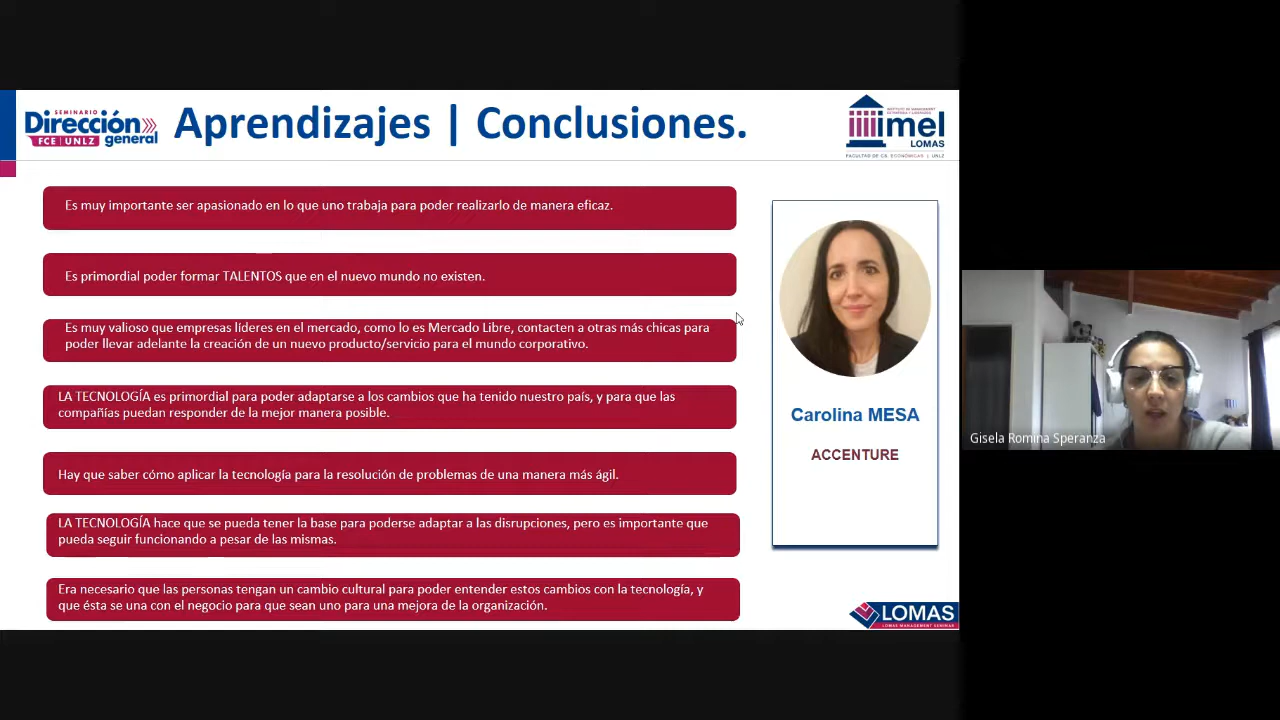 SEMINARIO
Dirección
FCE | UNLZ general
Aprendizajes | Conclusiones.
INSTITUTO DE MANAGEMENT
imel
LOMAS
FACULTAD DE CS. ECONÓMICAS | UNLZ
Es muy importante ser apasionado en lo que uno trabaja para poder realizarlo de manera eficaz.
Es primordial poder formar TALENTOS que en el nuevo mundo no existen.
Es muy valioso que empresas líderes en el mercado, como lo es Mercado Libre, contacten a otras más chicas para
poder llevar adelante la creación de un nuevo producto/servicio para el mundo corporativo.
LA TECNOLOGÍA es primordial para poder adaptarse a los cambios que ha tenido nuestro país, y para que las
compañías puedan responder de la mejor manera posible.
Hay que saber cómo aplicar la tecnología para la resolución de problemas de una manera más ágil.
LA TECNOLOGÍA hace que se pueda tener la base para poderse adaptar a las disrupciones, pero es importante que
pueda seguir funcionando a pesar de las mismas.
Era necesario que las personas tengan un cambio cultural para poder entender estos cambios con la tecnología, y
que ésta se una con el negocio para que sean uno para una mejora de la organización.
Carolina MESA
ACCENTURE
LOMAS
LOMAS MANAGEMENT SEMINAR
Gisela Romina Speranza